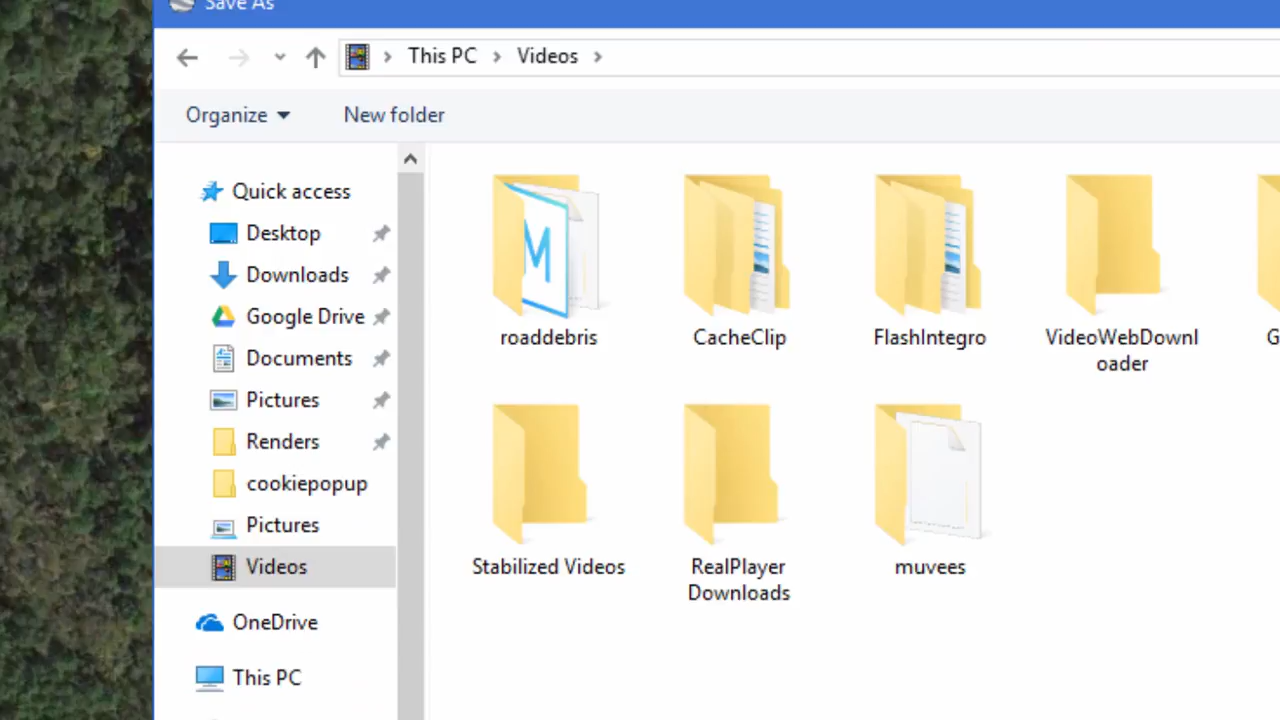 Save As
This PC > Videos >
Organize
New folder
Quick access
Desktop
Downloads
Google Drive
Documents
Pictures
Renders
cookiepopup
Pictures
Videos
OneDrive
This PC
M
roaddebris
CacheClip
FlashIntegro
VideoWebDownl
oader
G
Stabilized Videos
RealPlayer
Downloads
muvees